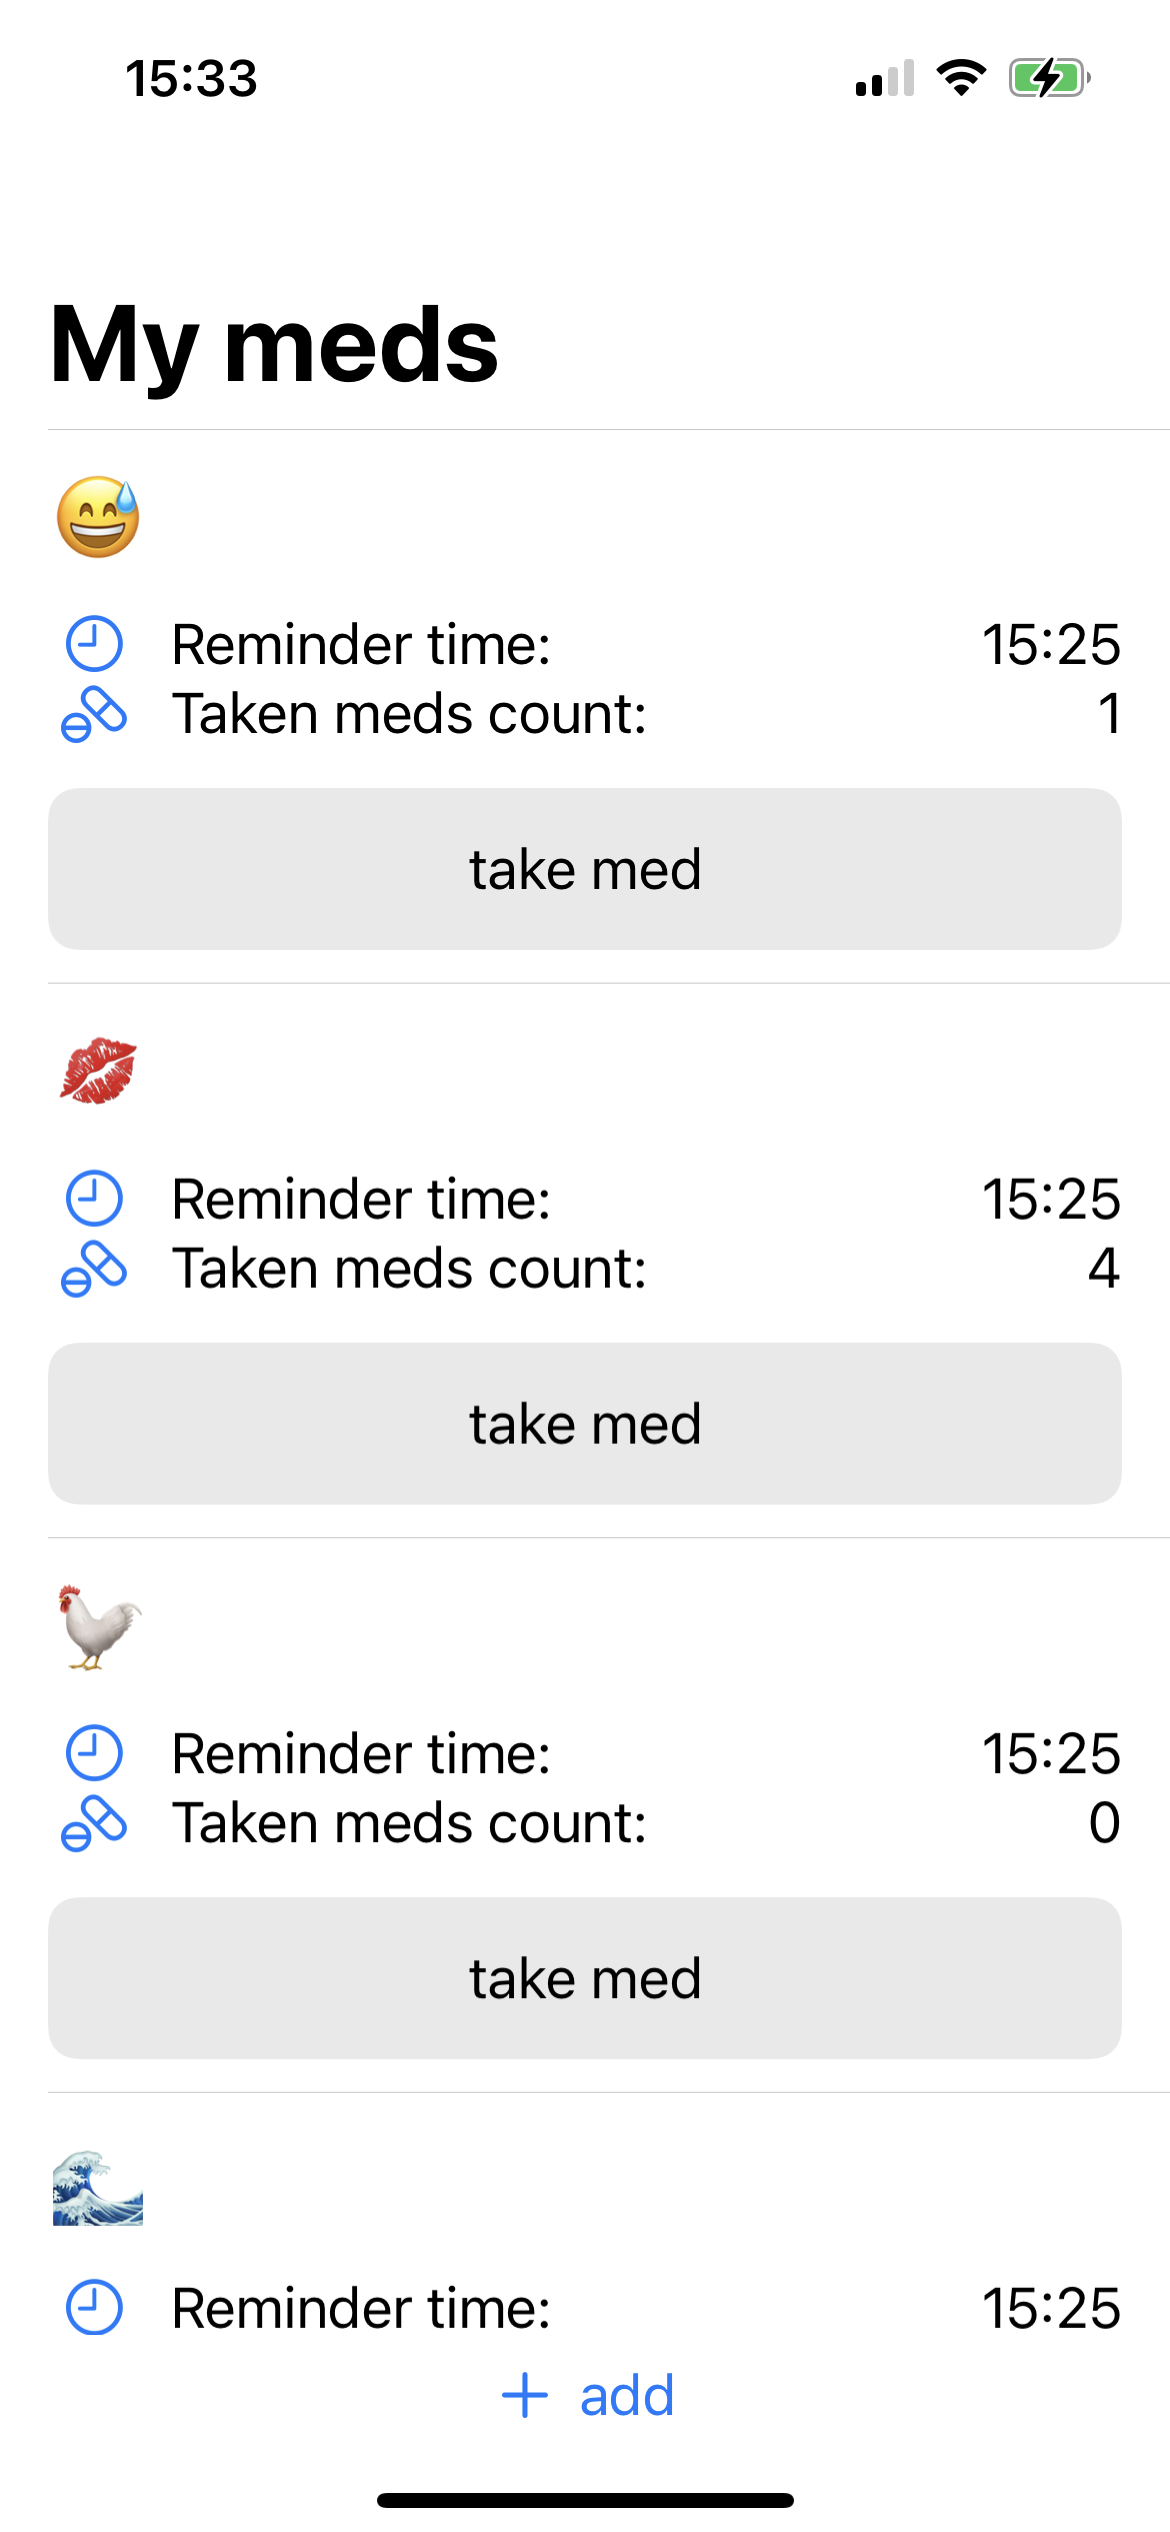 15:33
My meds
😅
Reminder time: 15:25
Taken meds count: 1
take med
💋
Reminder time: 15:25
Taken meds count: 4
take med
🐓
Reminder time: 15:25
Taken meds count: 0
take med
🌊
Reminder time: 15:25
+ add